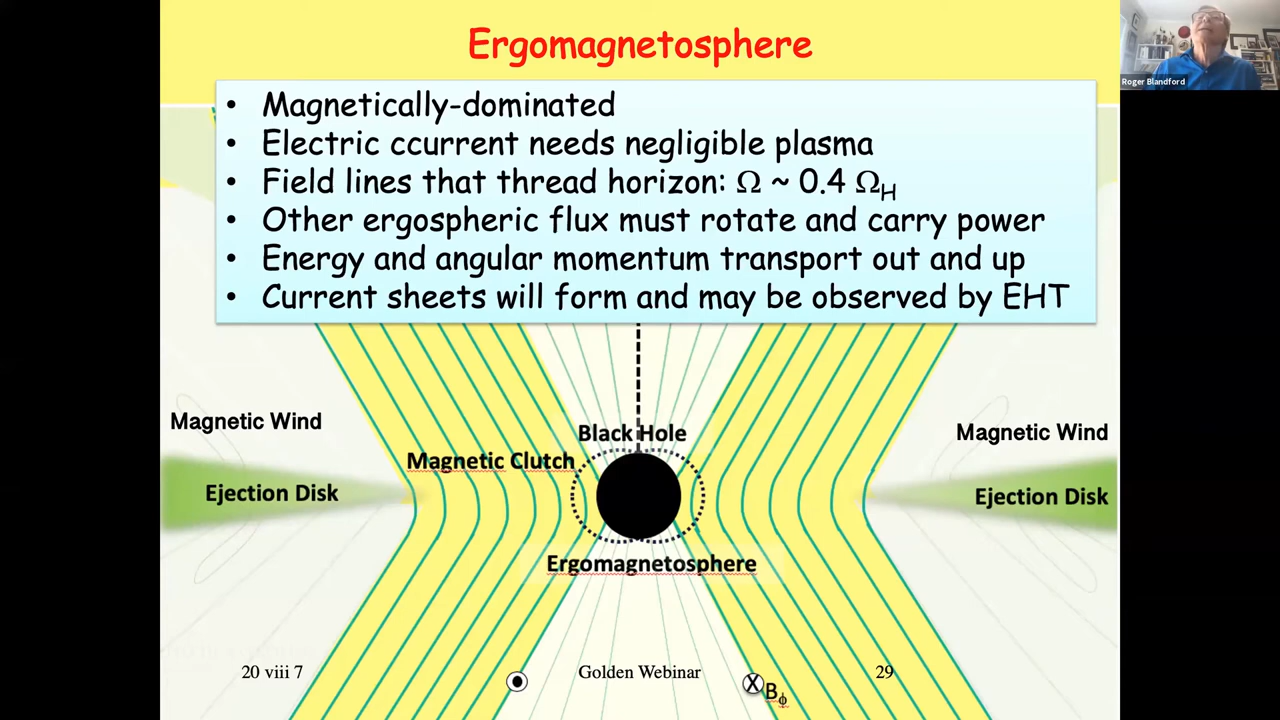 Ergomagnetosphere
Roger Blandford
• Magnetically-dominated
• Electric ccurrent needs negligible plasma
• Field lines that thread horizon: Ω ~ 0.4 Ω_H
• Other ergospheric flux must rotate and carry power
• Energy and angular momentum transport out and up
• Current sheets will form and may be observed by EHT
Magnetic Wind
Black Hole
Magnetic Wind
Magnetic Clutch
Ejection Disk
Ejection Disk
Ergomagnetosphere
20 viii 7
Golden Webinar
29
X
B_ϕ